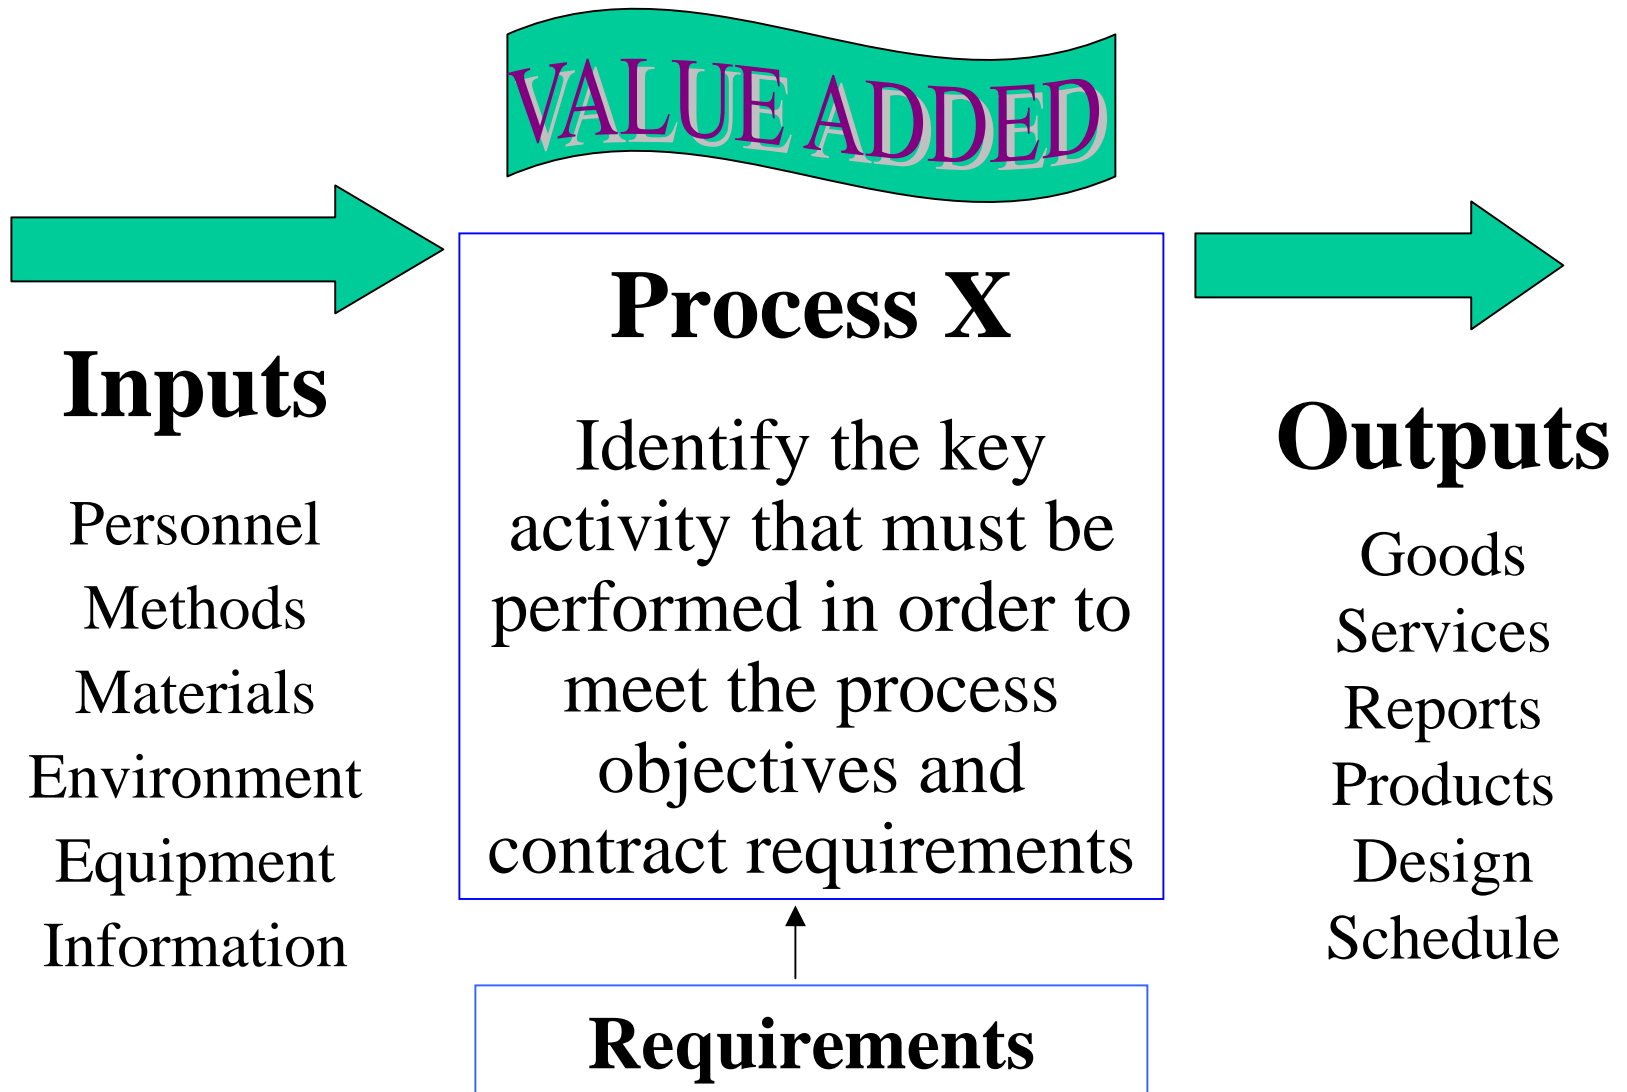 VALUE ADDED
Inputs
Personnel
Methods
Materials
Environment
Equipment
Information
Process X
Identify the key
activity that must be
performed in order to
meet the process
objectives and
contract requirements
Requirements
Outputs
Goods
Services
Reports
Products
Design
Schedule